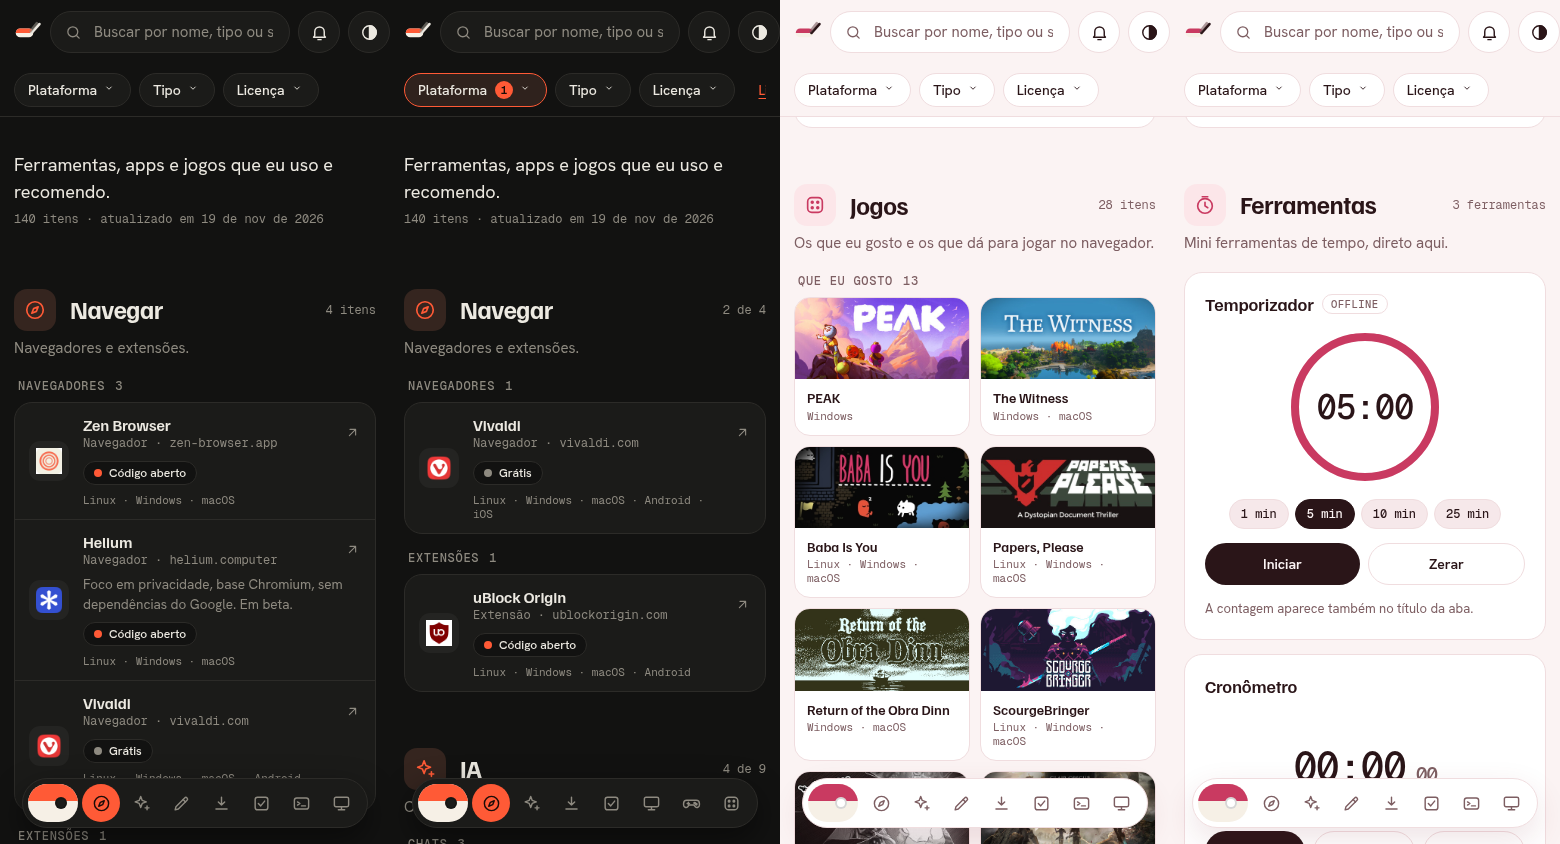 Buscar por nome, tipo ou s
Plataforma
Tipo
Licença
Ferramentas, apps e jogos que eu uso e
recomendo.
140 itens · atualizado em 19 de nov de 2026
Navegar
4 itens
Navegadores e extensões.
NAVEGADORES 3
Zen Browser
Navegador · zen-browser.app
Código aberto
Linux · Windows · macOS
Helium
Navegador · helium.computer
Foco em privacidade, base Chromium, sem
dependências do Google. Em beta.
Código aberto
Linux · Windows · macOS
Vivaldi
Navegador · vivaldi.com
Grátis
Linux · Windows · macOS · Android ·
EXTENSÕES 1
Buscar por nome, tipo ou s
Plataforma 1
Tipo
Licença
Ferramentas, apps e jogos que eu uso e
recomendo.
140 itens · atualizado em 19 de nov de 2026
Navegar
2 de 4
Navegadores e extensões.
NAVEGADORES 1
Vivaldi
Navegador · vivaldi.com
Grátis
Linux · Windows · macOS · Android ·
iOS
EXTENSÕES 1
uBlock Origin
Extensão · ublockorigin.com
Código aberto
Linux · Windows · macOS · Android
IA
4 de 9
CHATS 3
Buscar por nome, tipo ou s
Plataforma
Tipo
Licença
Jogos
28 itens
Os que eu gosto e os que dá para jogar no navegador.
QUE EU GOSTO 13
PEAK
PEAK
Windows
THE WITNESS
The Witness
Windows · macOS
BABA IS YOU
Baba Is You
Linux · Windows ·
macOS
PAPERS,
PLEASE
A Dystopian Document Thriller
Papers, Please
Linux · Windows ·
macOS
Return of the
Obra Dinn
Return of the Obra Dinn
Windows · macOS
SCOURGE
BRINGER
ScourgeBringer
Linux · Windows ·
macOS
Buscar por nome, tipo ou s
Plataforma
Tipo
Licença
Ferramentas
3 ferramentas
Mini ferramentas de tempo, direto aqui.
Temporizador
OFFLINE
05:00
1 min
5 min
10 min
25 min
Iniciar
Zerar
A contagem aparece também no título da aba.
Cronômetro
00:00 00